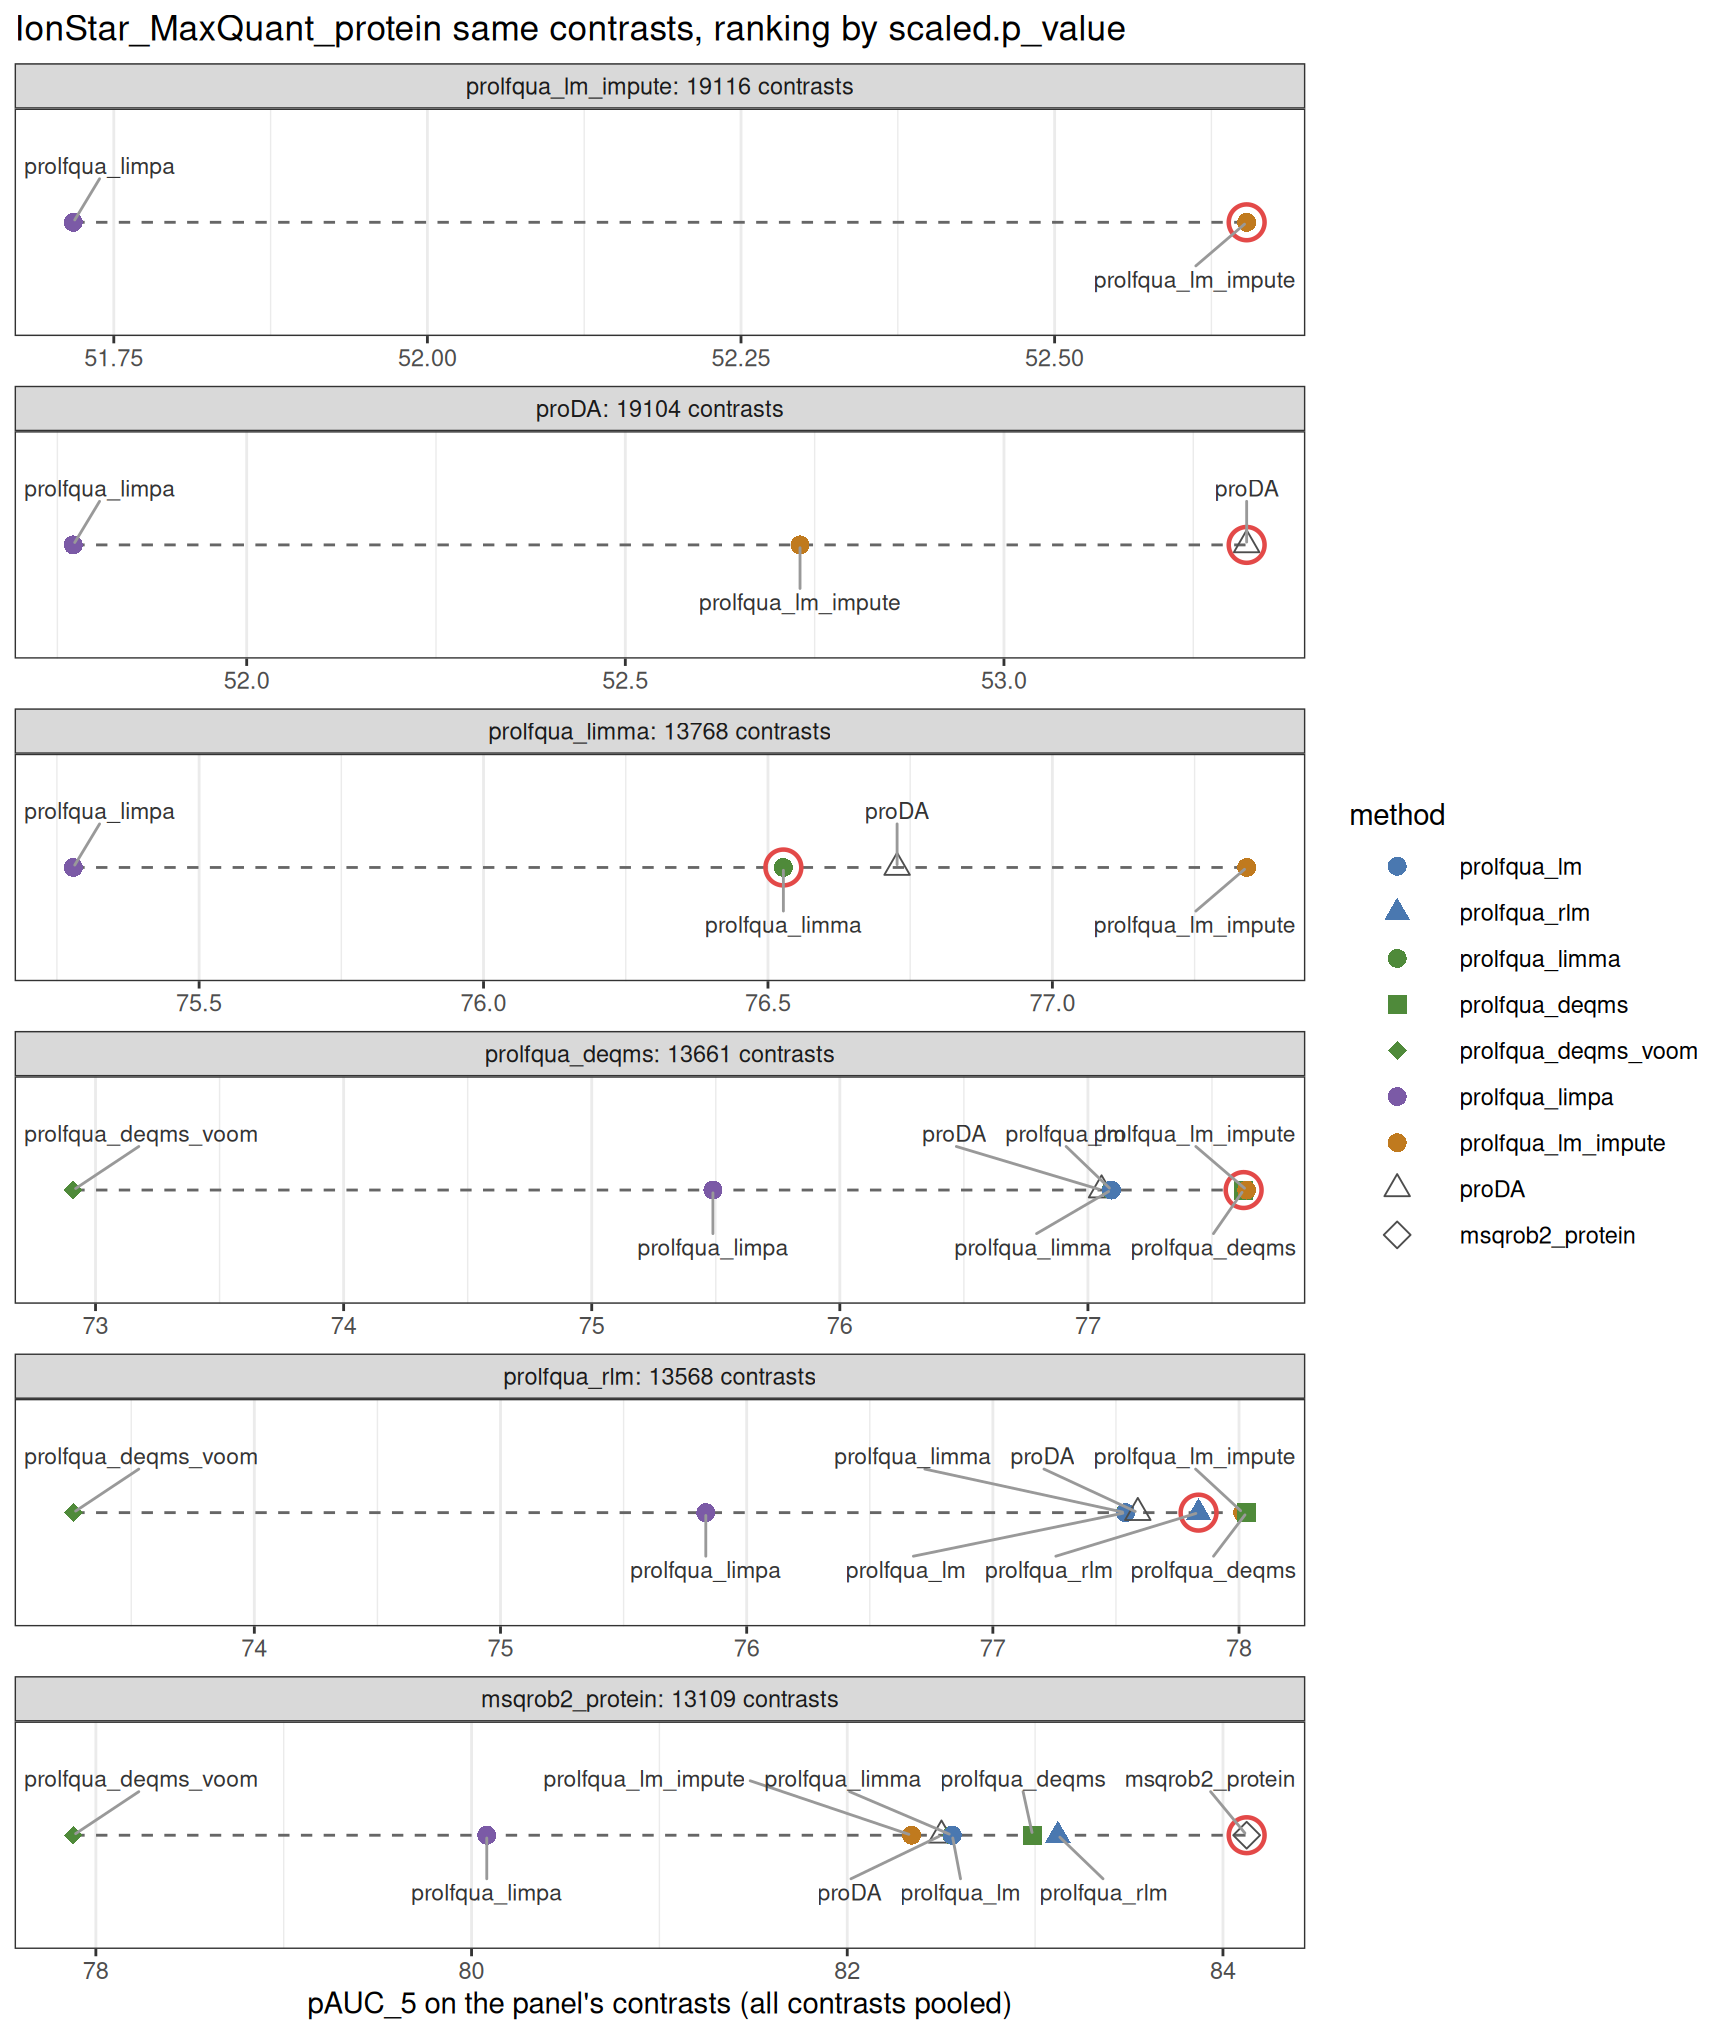 IonStar_MaxQuant_protein same contrasts, ranking by scaled.p_value
prolfqua_lm_impute: 19116 contrasts
prolfqua_limpa
prolfqua_lm_impute
51.75 52.00 52.25 52.50
proDA: 19104 contrasts
prolfqua_limpa proDA
prolfqua_lm_impute
52.0 52.5 53.0
prolfqua_limma: 13768 contrasts
prolfqua_limpa proDA
prolfqua_limma prolfqua_lm_impute
75.5 76.0 76.5 77.0
prolfqua_deqms: 13661 contrasts
prolfqua_deqms_voom proDA prolfqua_lm prolfqua_lm_impute
prolfqua_limpa prolfqua_limma prolfqua_deqms
73 74 75 76 77
prolfqua_rlm: 13568 contrasts
prolfqua_deqms_voom prolfqua_limma proDA prolfqua_lm_impute
prolfqua_limpa prolfqua_lm prolfqua_rlm prolfqua_deqms
74 75 76 77 78
msqrob2_protein: 13109 contrasts
prolfqua_deqms_voom prolfqua_lm_impute prolfqua_limma prolfqua_deqms msqrob2_protein
prolfqua_limpa proDA prolfqua_lm prolfqua_rlm
78 80 82 84
pAUC_5 on the panel's contrasts (all contrasts pooled)
method
prolfqua_lm
prolfqua_rlm
prolfqua_limma
prolfqua_deqms
prolfqua_deqms_voom
prolfqua_limpa
prolfqua_lm_impute
proDA
msqrob2_protein